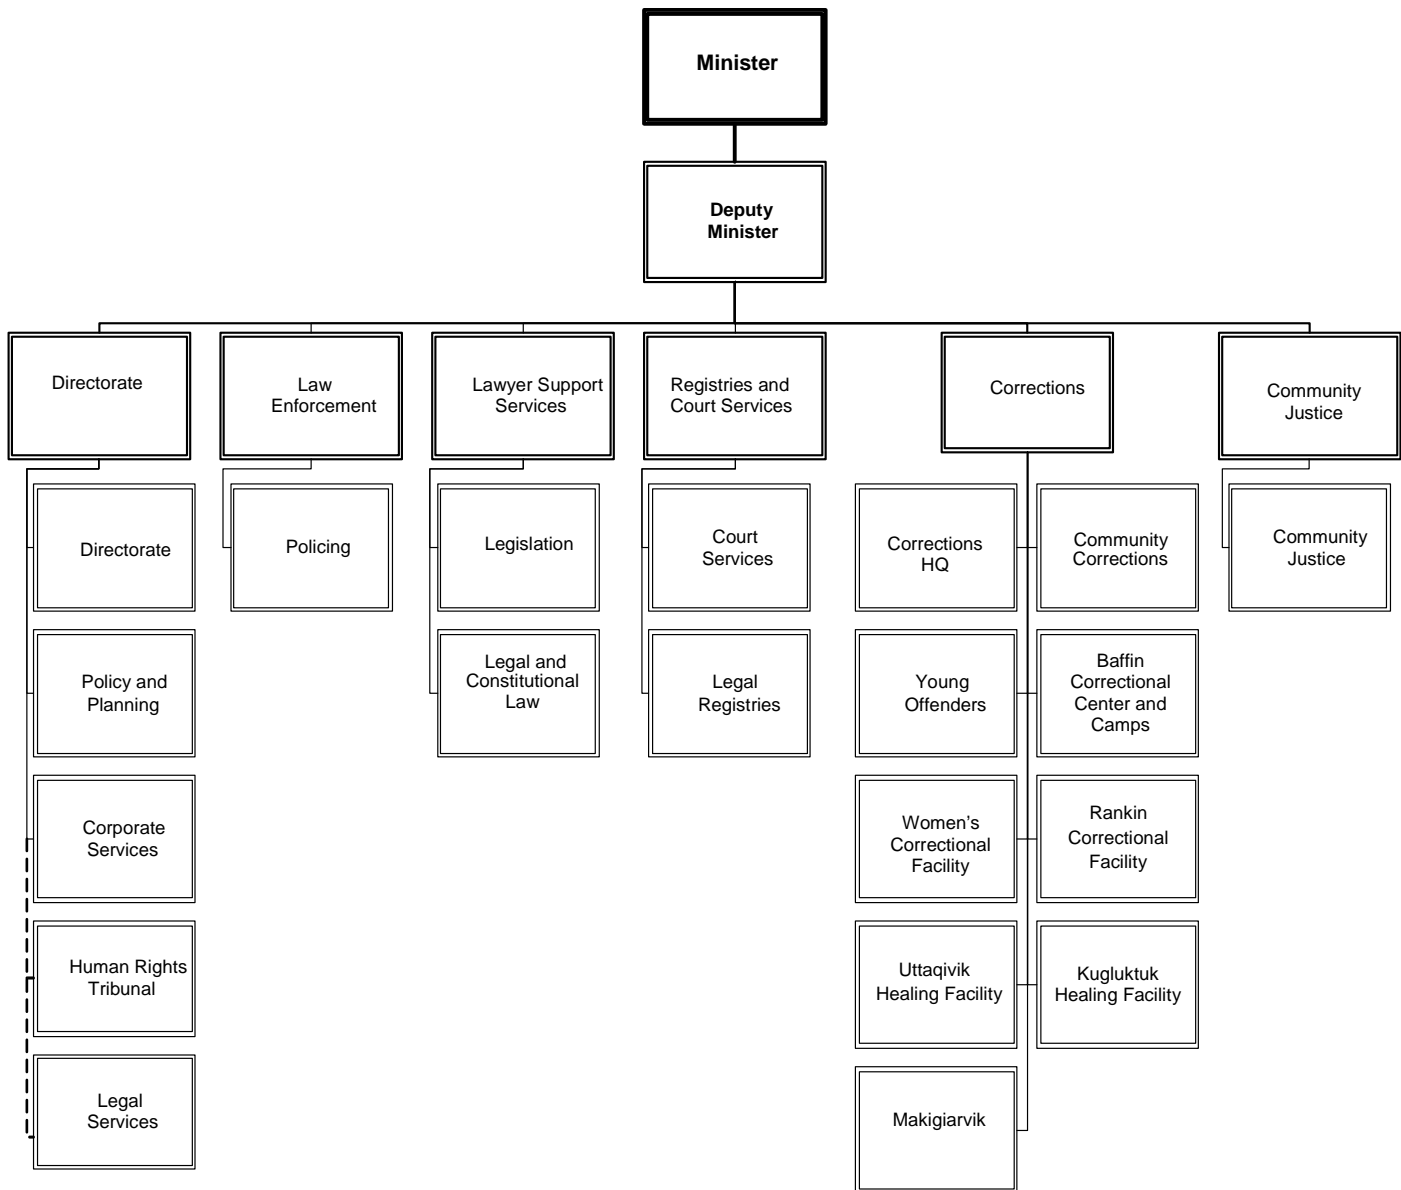 Minister
Deputy
Minister
Directorate
Law
Enforcement
Lawyer Support
Services
Registries and
Court Services
Corrections
Community
Justice
Directorate
Policing
Legislation
Court
Services
Corrections
HQ
Community
Corrections
Community
Justice
Policy and
Planning
Legal and
Constitutional
Law
Legal
Registries
Young
Offenders
Baffin
Correctional
Center and
Camps
Corporate
Services
Women's
Correctional
Facility
Rankin
Correctional
Facility
Human Rights
Tribunal
Uttaqivik
Healing Facility
Kugluktuk
Healing Facility
Legal
Services
Makigiarvik